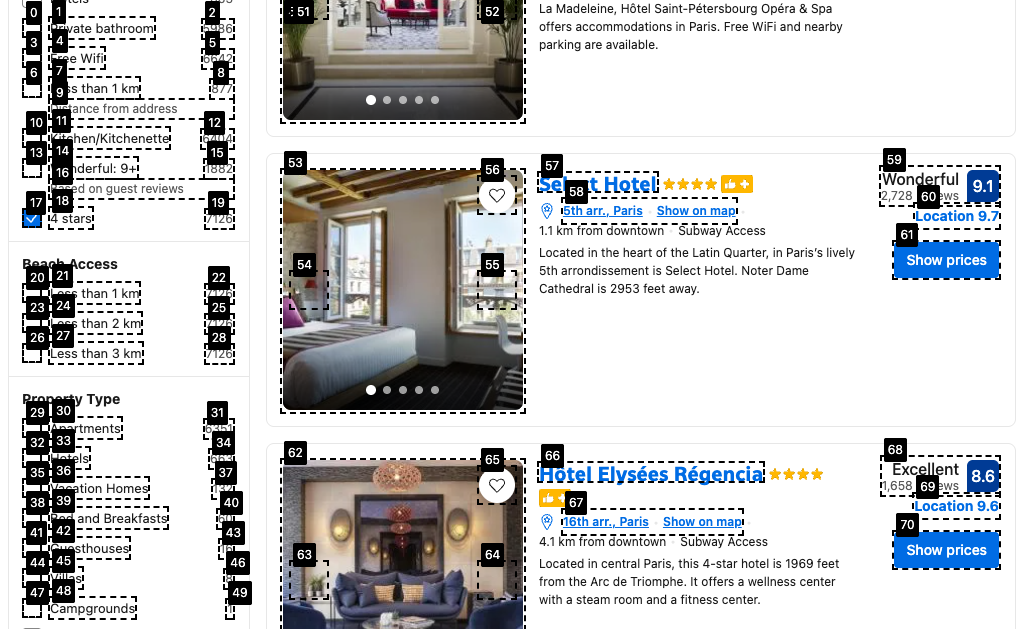 0
1
2
Private bathroom
6986
3
4
5
Free Wifi
6642
6
7
8
Less than 1 km
877
9
Distance from address
10
11
12
Kitchen/Kitchenette
6404
13
14
15
Wonderful: 9+
1882
16
Based on guest reviews
17
18
19
4 stars
7126
Beach Access
20
21
22
Less than 1 km
7126
23
24
25
Less than 2 km
7126
26
27
28
Less than 3 km
7126
Property Type
29
30
31
Apartments
6351
32
33
34
Hotels
35
36
37
Vacation Homes
38
39
40
Bed and Breakfasts
41
42
43
Guesthouses
44
45
46
Villas
47
48
49
Campgrounds
1
51
52
La Madeleine, Hôtel Saint-Pétersbourg Opéra & Spa
offers accommodations in Paris. Free WiFi and nearby
parking are available.
53
54
55
56
57
Select Hotel
58
5th arr., Paris · Show on map ·
1.1 km from downtown · Subway Access
Located in the heart of the Latin Quarter, in Paris's lively
5th arrondissement is Select Hotel. Noter Dame
Cathedral is 2953 feet away.
59
Wonderful
9.1
60
2,728 reviews
Location 9.7
61
Show prices
62
63
64
65
66
Hôtel Elysées Régencia
67
16th arr., Paris · Show on map ·
4.1 km from downtown · Subway Access
Located in central Paris, this 4-star hotel is 1969 feet
from the Arc de Triomphe. It offers a wellness center
with a steam room and a fitness center.
68
Excellent
8.6
69
1,658 reviews
Location 9.6
70
Show prices